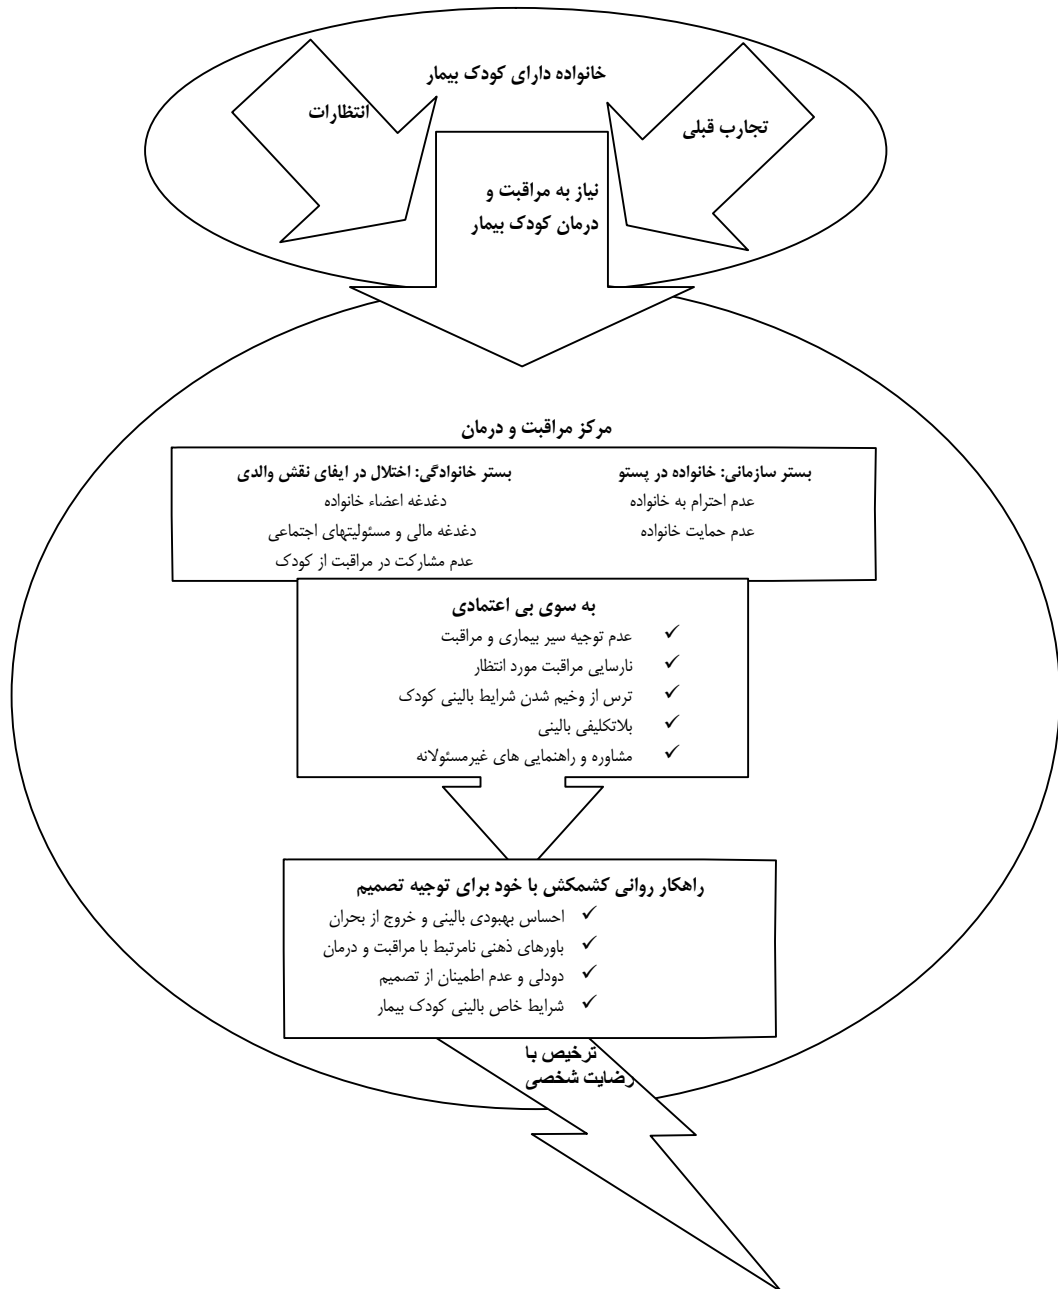 خانواده دارای کودک بیمار
تجارب قبلی
انتظارات
نیاز به مراقبت و
درمان کودک بیمار
مرکز مراقبت و درمان
بستر سازمانی: خانواده در پستو
عدم احترام به خانواده
عدم حمایت خانواده
بستر خانوادگی: اختلال در ایفای نقش والدی
دغدغه اعضاء خانواده
دغدغه مالی و مسئولیتهای اجتماعی
عدم مشارکت در مراقبت از کودک
به سوی بی اعتمادی
✓ عدم توجیه سیر بیماری و مراقبت
✓ نارسایی مراقبت مورد انتظار
✓ ترس از وخیم شدن شرایط بالینی کودک
✓ بلاتکلیفی بالینی
✓ مشاوره و راهنمایی های غیرمسئولانه
راهکار روانی کشمکش با خود برای توجیه تصمیم
✓ احساس بهبودی بالینی و خروج از بحران
✓ باورهای ذهنی نامرتبط با مراقبت و درمان
✓ دودلی و عدم اطمینان از تصمیم
✓ شرایط خاص بالینی کودک بیمار
ترخیص با
رضایت شخصی